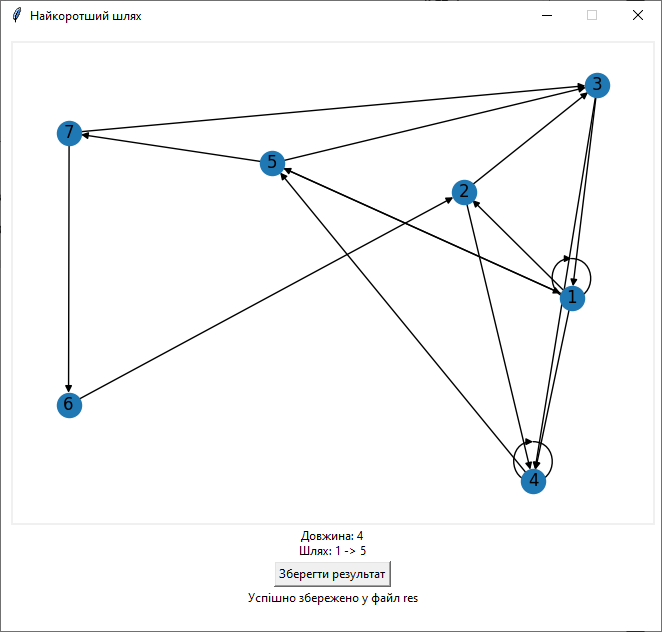 Найкоротший шлях
3
7
5
2
1
6
4
Довжина: 4
Шлях: 1 -> 5
Зберегти результат
Успішно збережено у файл res